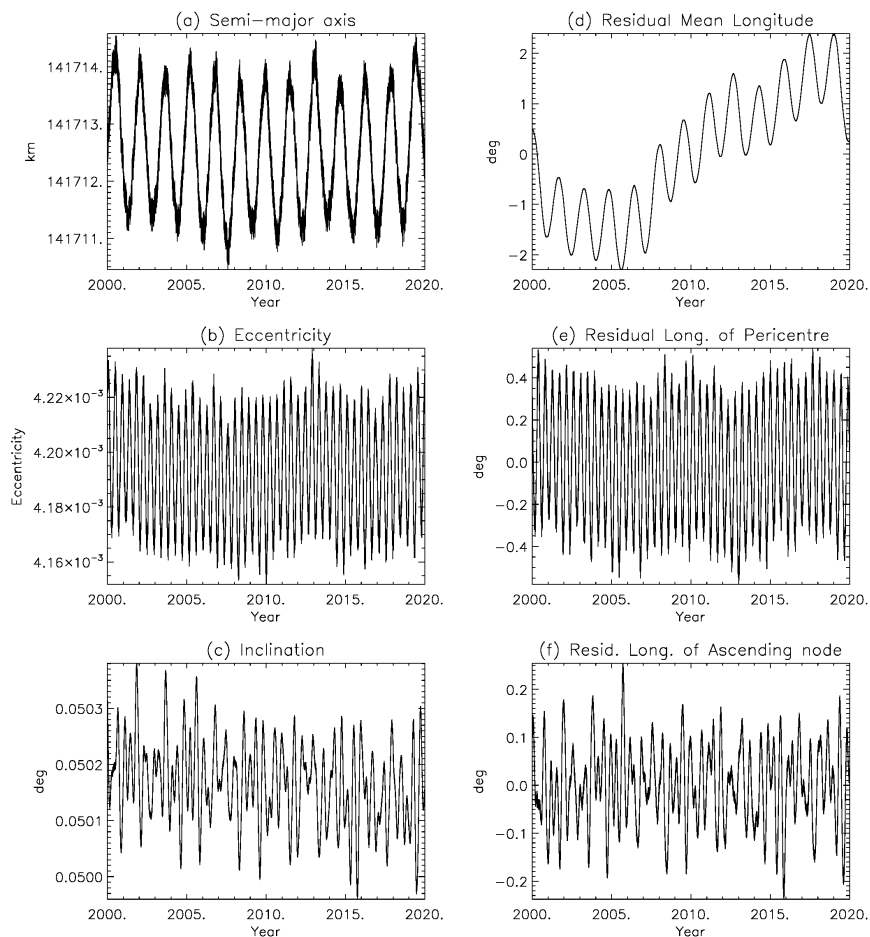 (a) Semi-major axis
141714.
141713.
141712.
141711.
km
2000. 2005. 2010. 2015. 2020.
Year
(d) Residual Mean Longitude
2
1
0
-1
-2
deg
2000. 2005. 2010. 2015. 2020.
Year
(b) Eccentricity
4.22×10⁻³
4.20×10⁻³
4.18×10⁻³
4.16×10⁻³
Eccentricity
2000. 2005. 2010. 2015. 2020.
Year
(e) Residual Long. of Pericentre
0.4
0.2
0.0
-0.2
-0.4
deg
2000. 2005. 2010. 2015. 2020.
Year
(c) Inclination
0.0503
0.0502
0.0501
0.0500
deg
2000. 2005. 2010. 2015. 2020.
Year
(f) Resid. Long. of Ascending node
0.2
0.1
0.0
-0.1
-0.2
deg
2000. 2005. 2010. 2015. 2020.
Year